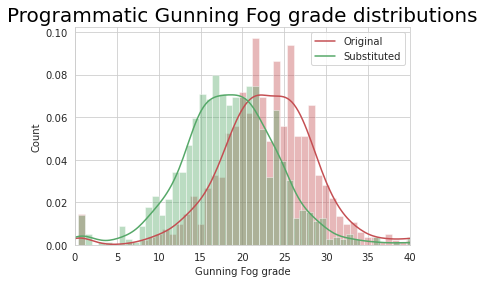 Programmatic Gunning Fog grade distributions
Original
Substituted
0.10
0.08
0.06
0.04
0.02
0.00
Count
0 5 10 15 20 25 30 35 40
Gunning Fog grade